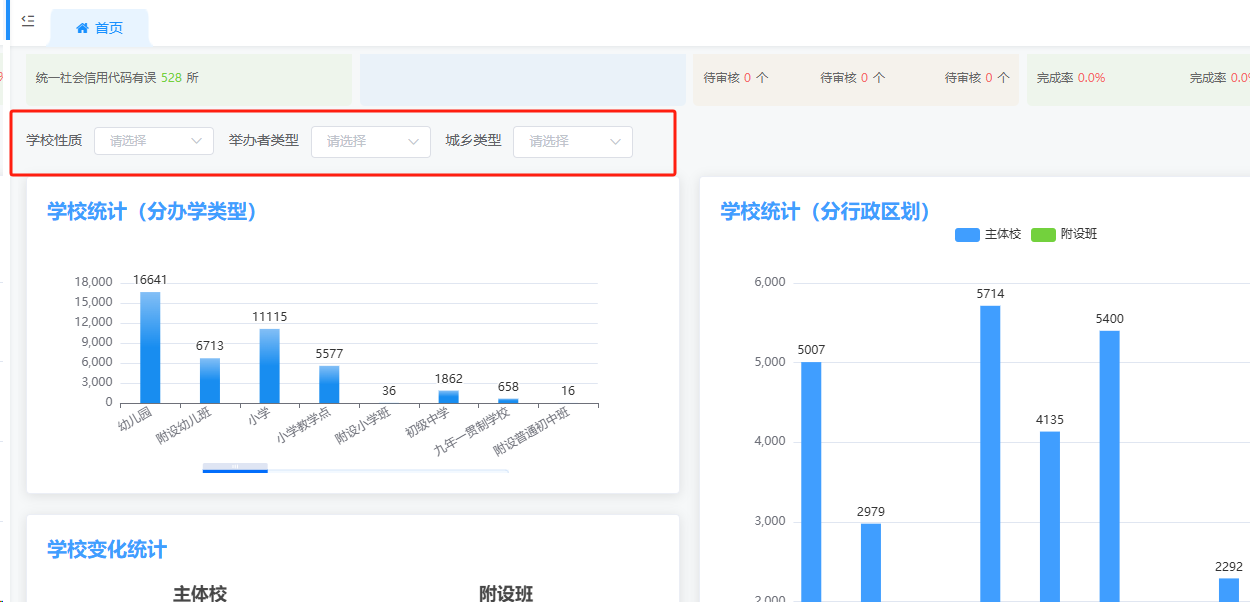 首页
统一社会信用代码有误 528 所
待审核 0 个 待审核 0 个 待审核 0 个
完成率 0.0% 完成率 0.0%
学校性质 请选择 举办者类型 请选择 城乡类型 请选择
学校统计（分办学类型）
18,000
15,000
12,000
9,000
6,000
3,000
0
16641
6713
11115
5577
36
1862
658
16
幼儿园
附设幼儿班
小学
小学教学点
附设小学班
初级中学
九年一贯制学校
附设普通初中班
学校统计（分行政区划）
主体校 附设班
6,000
5,000
4,000
3,000
2,000
5007
2979
5714
4135
5400
2292
学校变化统计
主体校 附设班